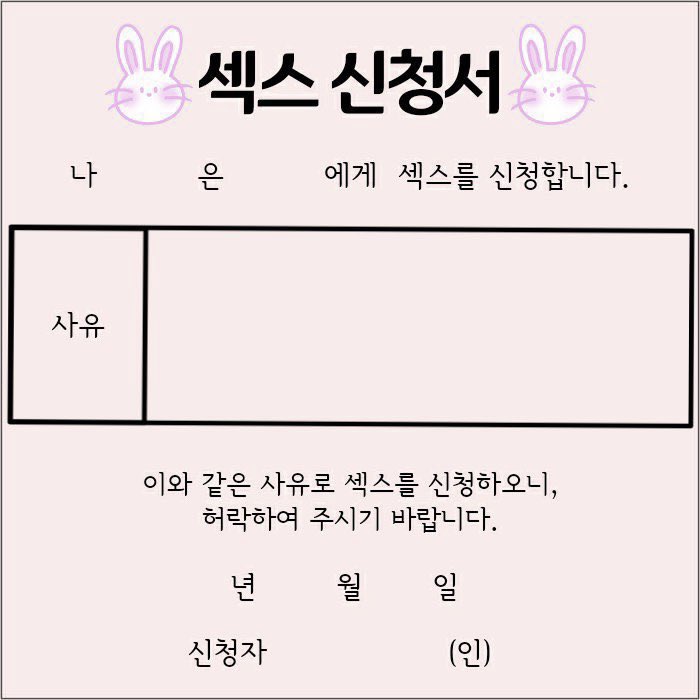 섹스 신청서
나 은 에게 섹스를 신청합니다.
사유
이와 같은 사유로 섹스를 신청하오니,
허락하여 주시기 바랍니다.
년 월 일
신청자 (인)